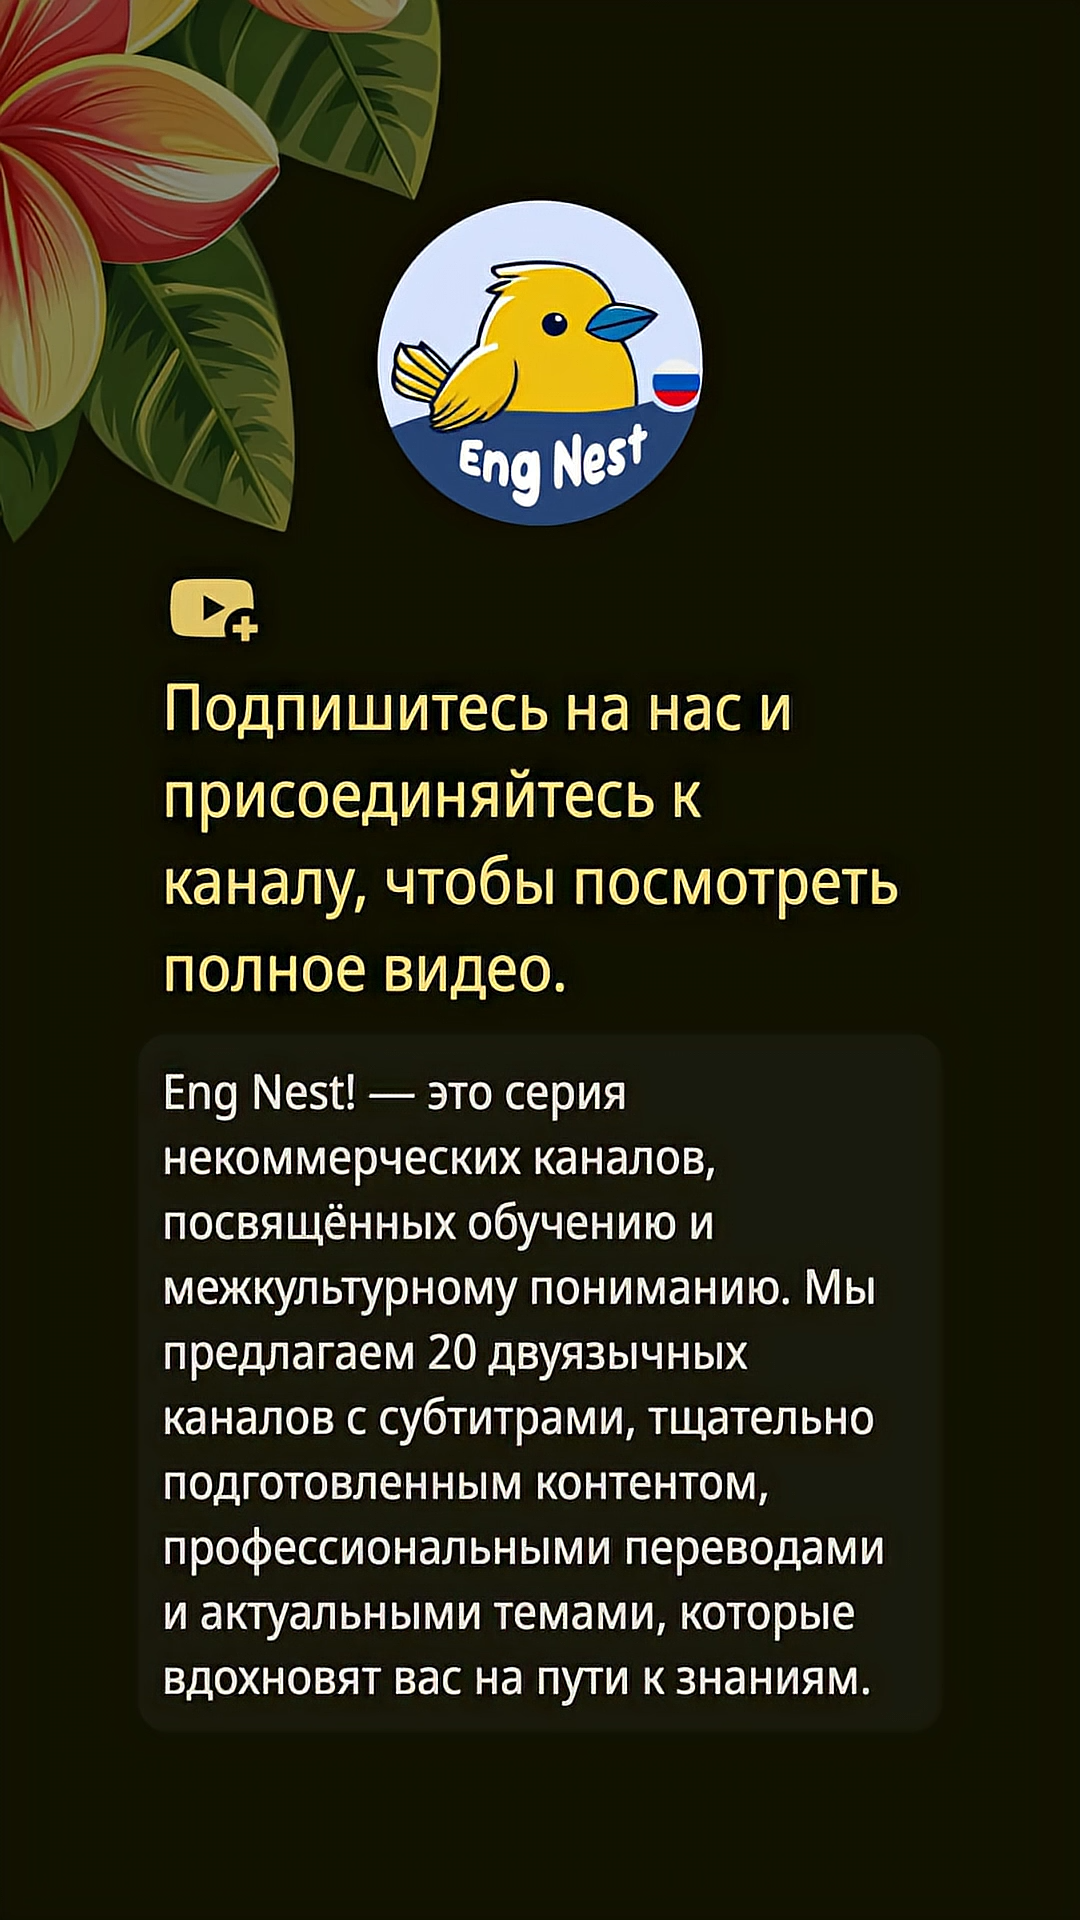 Eng Nest
Подпишитесь на нас и
присоединяйтесь к
каналу, чтобы посмотреть
полное видео.
Eng Nest! — это серия
некоммерческих каналов,
посвящённых обучению и
межкультурному пониманию. Мы
предлагаем 20 двуязычных
каналов с субтитрами, тщательно
подготовленным контентом,
профессиональными переводами
и актуальными темами, которые
вдохновят вас на пути к знаниям.